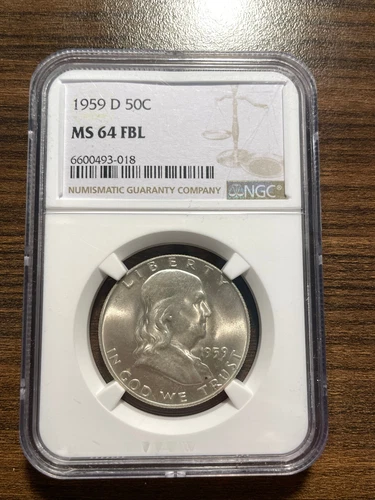 1959 D 50C
MS 64 FBL
6600493-018
NUMISMATIC GUARANTY COMPANY
NGC
LIBERTY
1959
IN GOD WE TRUST